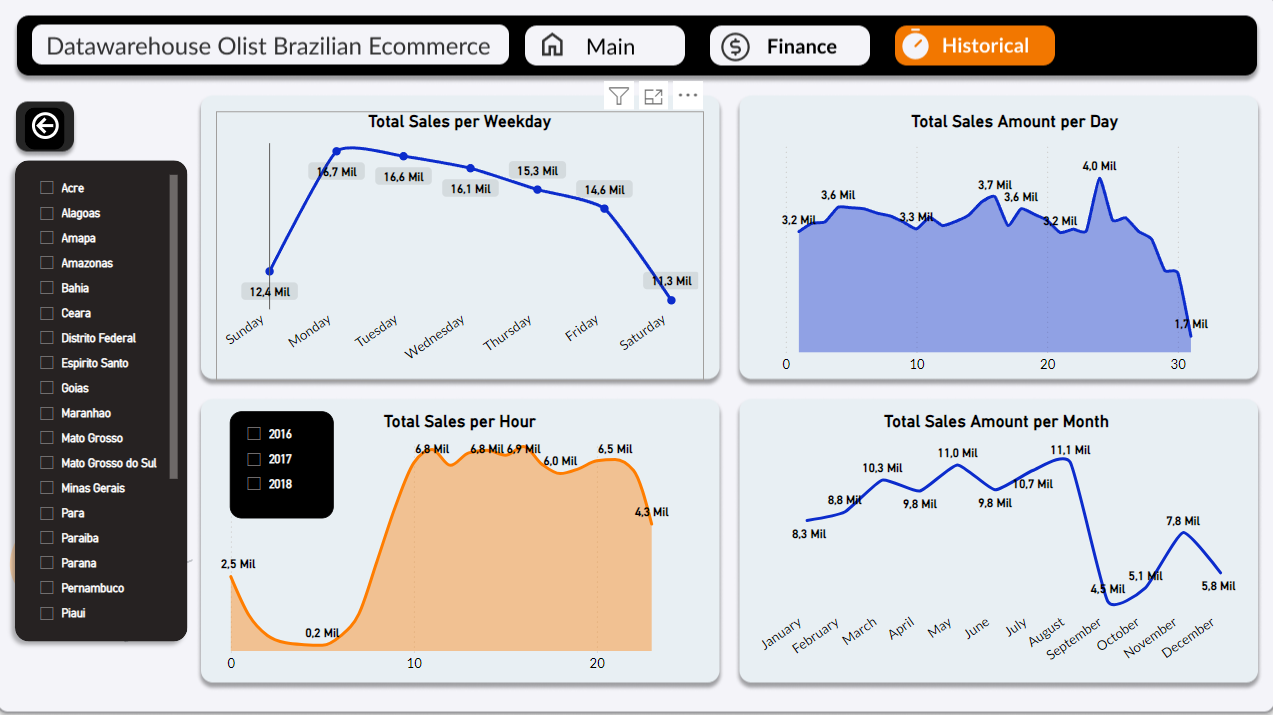 Datawarehouse Olist Brazilian Ecommerce
Main
Finance
Historical
Acre
Alagoas
Amapa
Amazonas
Bahia
Ceara
Distrito Federal
Espirito Santo
Goias
Maranhao
Mato Grosso
Mato Grosso do Sul
Minas Gerais
Para
Paraiba
Parana
Pernambuco
Piaui
Total Sales per Weekday
12,4 Mil
16,7 Mil
16,6 Mil
16,1 Mil
15,3 Mil
14,6 Mil
11,3 Mil
Sunday
Monday
Tuesday
Wednesday
Thursday
Friday
Saturday
Total Sales Amount per Day
3,2 Mil
3,6 Mil
3,3 Mil
3,7 Mil
3,6 Mil
3,2 Mil
4,0 Mil
1,7 Mil
0
10
20
30
Total Sales per Hour
2016
2017
2018
2,5 Mil
0,2 Mil
6,8 Mil
6,8 Mil
6,9 Mil
6,0 Mil
6,5 Mil
4,3 Mil
0
10
20
Total Sales Amount per Month
8,3 Mil
8,8 Mil
10,3 Mil
9,8 Mil
11,0 Mil
9,8 Mil
10,7 Mil
11,1 Mil
4,5 Mil
5,1 Mil
7,8 Mil
5,8 Mil
January
February
March
April
May
June
July
August
September
October
November
December